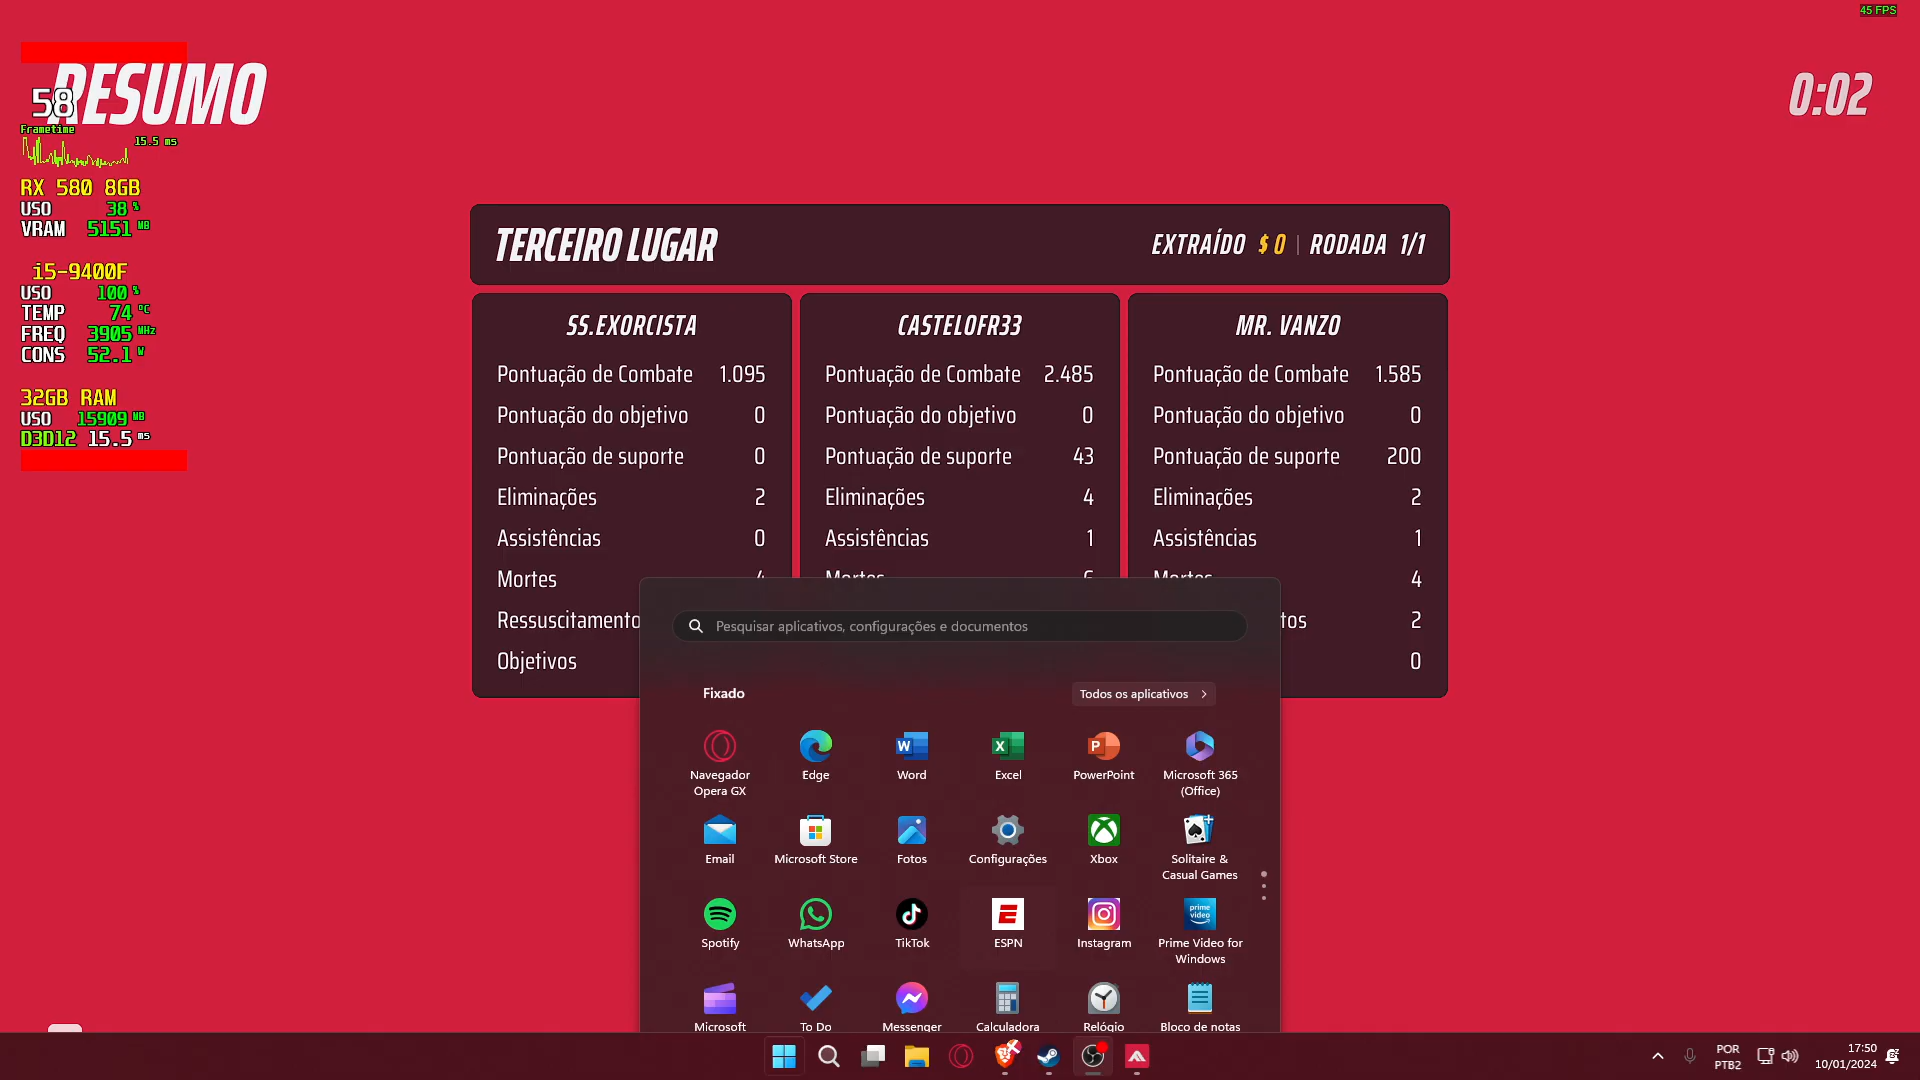 45 FPS
RESUMO
58
0:02
Frametime
15.5 ms
RX 580 8GB
USO 38 %
VRAM 5151 MB
i5-9400F
USO 100 %
TEMP 74 °C
FREQ 3905 MHz
CONS 52.1 W
32GB RAM
USO 15909 MB
D3D12 15.5 ms
TERCEIRO LUGAR
EXTRAÍDO $ 0 | RODADA 1/1
SS.EXORCISTA
Pontuação de Combate 1.095
Pontuação do objetivo 0
Pontuação de suporte 0
Eliminações 2
Assistências 0
Mortes 4
Ressuscitamento
Objetivos
CASTELOFR33
Pontuação de Combate 2.485
Pontuação do objetivo 0
Pontuação de suporte 43
Eliminações 4
Assistências 1
Mortes 6
MR. VANZO
Pontuação de Combate 1.585
Pontuação do objetivo 0
Pontuação de suporte 200
Eliminações 2
Assistências 1
Mortes 4
tos 2
0
Pesquisar aplicativos, configurações e documentos
Fixado
Todos os aplicativos
Navegador
Opera GX
Edge
Word
Excel
PowerPoint
Microsoft 365
(Office)
Email
Microsoft Store
Fotos
Configurações
Xbox
Solitaire &
Casual Games
Spotify
WhatsApp
TikTok
ESPN
Instagram
prime
video
Prime Video for
Windows
Microsoft
To Do
Messenger
Calculadora
Relógio
Bloco de notas
POR
PTB2
17:50
10/01/2024